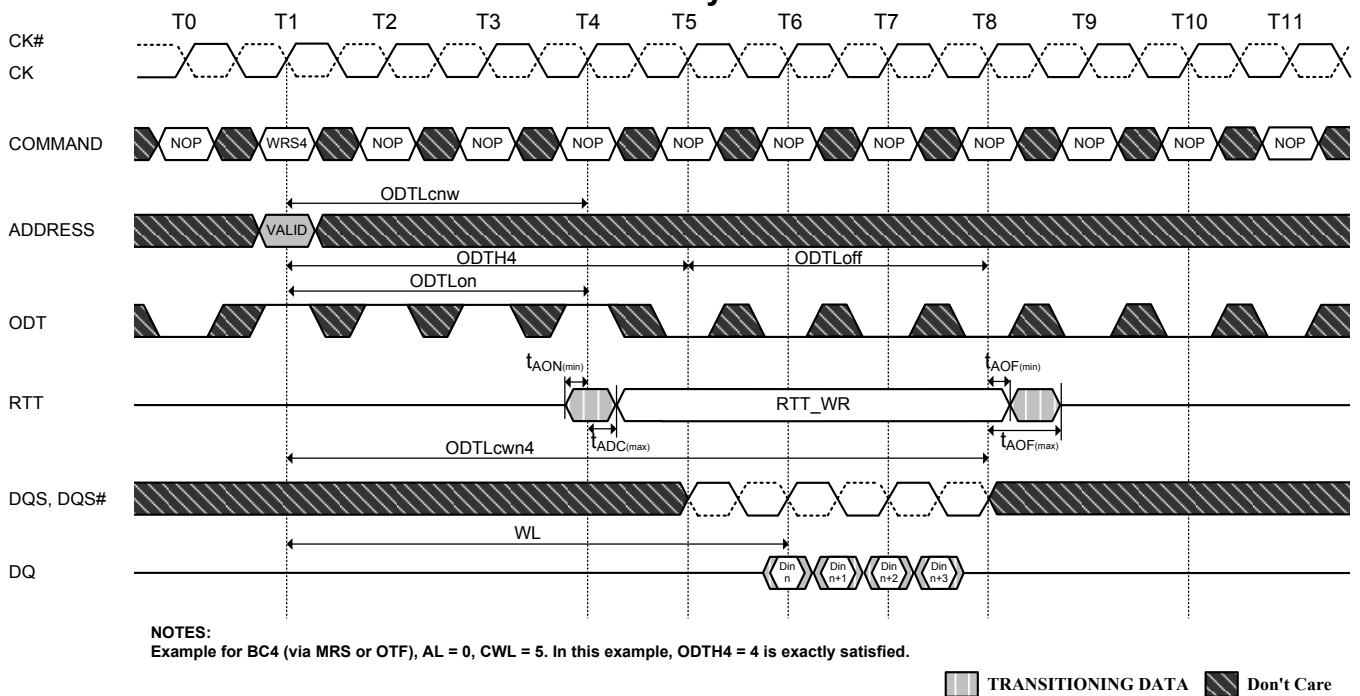 T0 T1 T2 T3 T4 T5 T6 T7 T8 T9 T10 T11
CK#
CK
COMMAND NOP WRS4 NOP NOP NOP NOP NOP NOP NOP NOP NOP NOP
ODTLcnw
ADDRESS VALID
ODTH4 ODTLoff
ODTLon
ODT
tAON(min) tAOF(min)
RTT RTT_WR
tADC(max) tAOF(max)
ODTLcwn4
DQS, DQS#
WL
DQ Din n Din n+1 Din n+2 Din n+3
NOTES:
Example for BC4 (via MRS or OTF), AL = 0, CWL = 5. In this example, ODTH4 = 4 is exactly satisfied.
TRANSITIONING DATA Don't Care